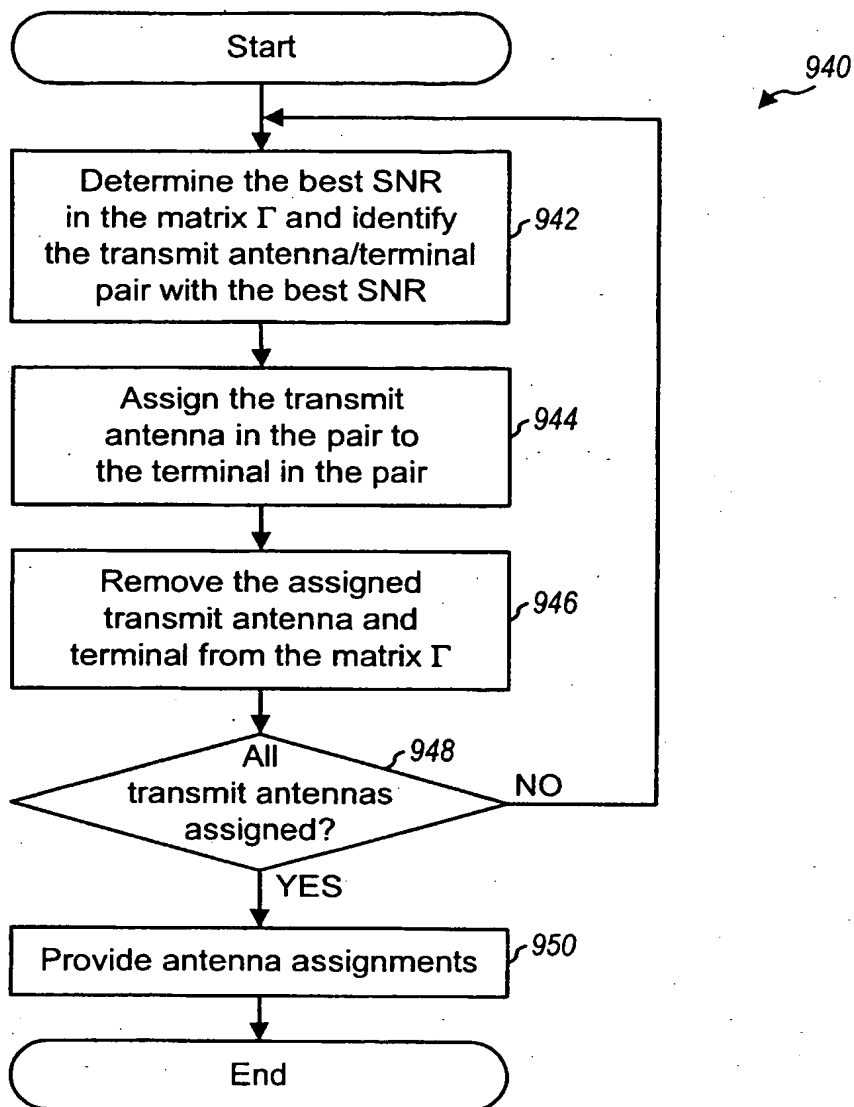 Start
940
Determine the best SNR
in the matrix Γ and identify
the transmit antenna/terminal
pair with the best SNR
942
Assign the transmit
antenna in the pair to
the terminal in the pair
944
Remove the assigned
transmit antenna and
terminal from the matrix Γ
946
All
transmit antennas
assigned?
948
NO
YES
Provide antenna assignments
950
End